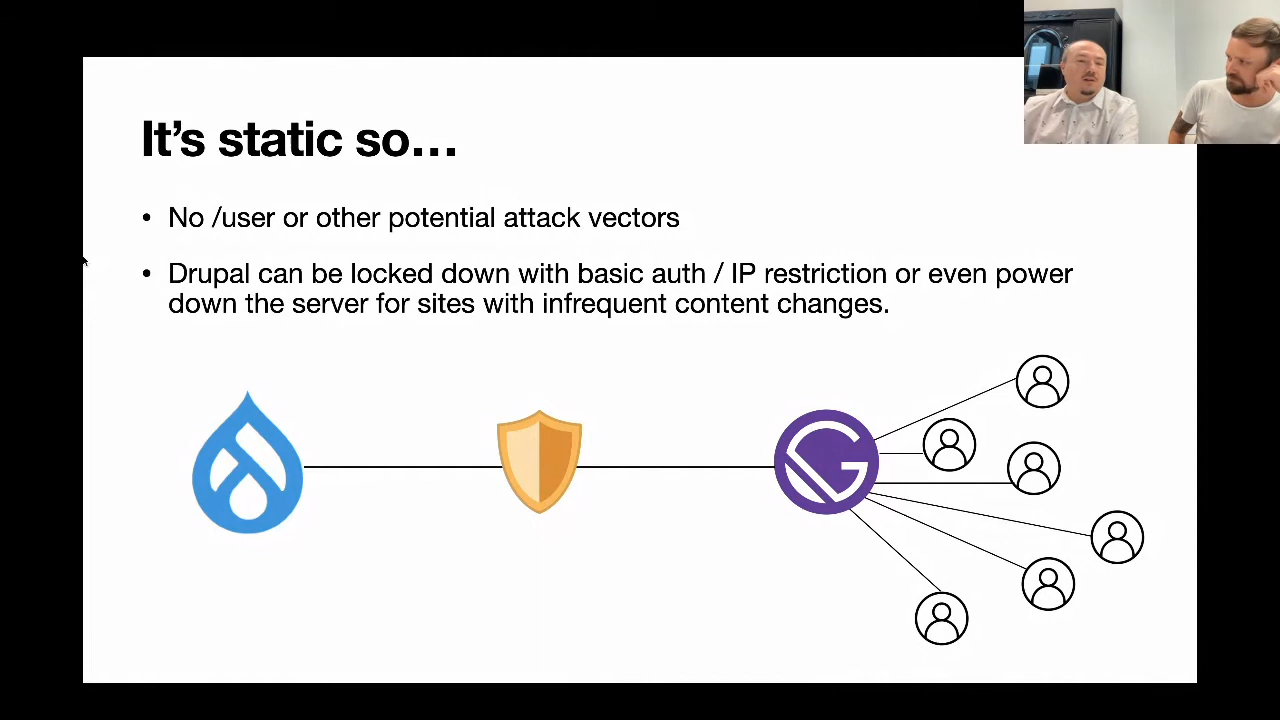 It's static so…
• No /user or other potential attack vectors
• Drupal can be locked down with basic auth / IP restriction or even power
down the server for sites with infrequent content changes.